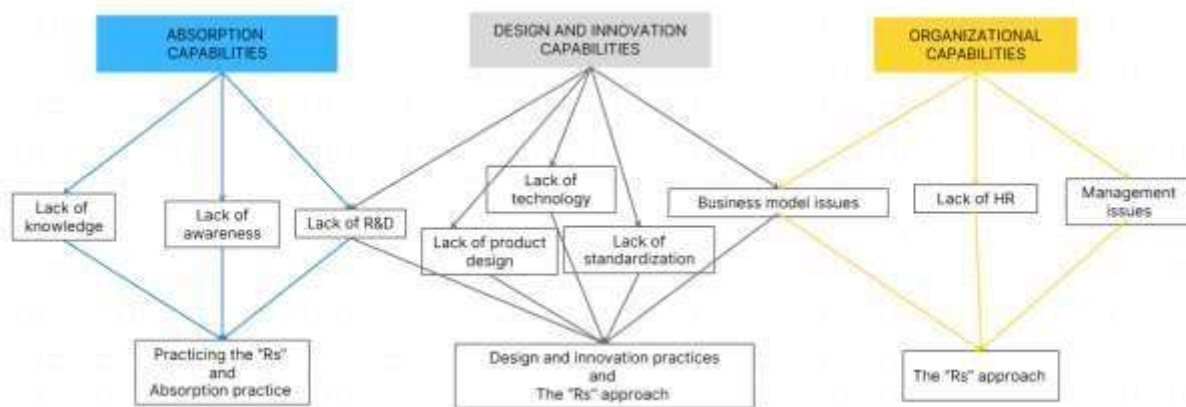 ABSORPTION
CAPABILITIES
DESIGN AND INNOVATION
CAPABILITIES
ORGANIZATIONAL
CAPABILITIES
Lack of
knowledge
Lack of
awareness
Lack of R&D
Lack of
technology
Lack of product
design
Lack of
standardization
Business model issues
Lack of HR
Management
issues
Practicing the "Rs"
and
Absorption practice
Design and innovation practices
and
The "Rs" approach
The "Rs" approach